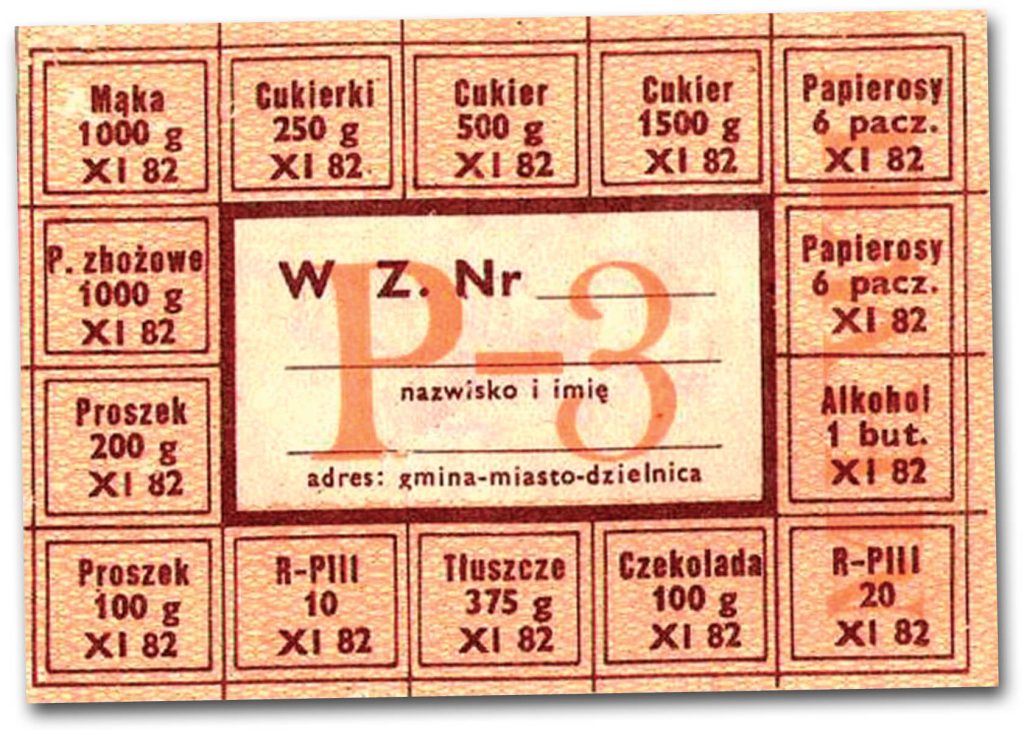 Mąka
1000 g
XI 82
Cukierki
250 g
XI 82
Cukier
500 g
XI 82
Cukier
1500 g
XI 82
Papierosy
6 pacz.
XI 82
P. zbożowe
1000 g
XI 82
W. Z. Nr
P-3
nazwisko i imię
adres: gmina-miasto-dzielnica
Papierosy
6 pacz.
XI 82
Proszek
200 g
XI 82
Alkohol
1 but.
XI 82
Proszek
100 g
XI 82
R-PIII
10
XI 82
Tłuszcze
375 g
XI 82
Czekolada
100 g
XI 82
R-PIII
20
XI 82